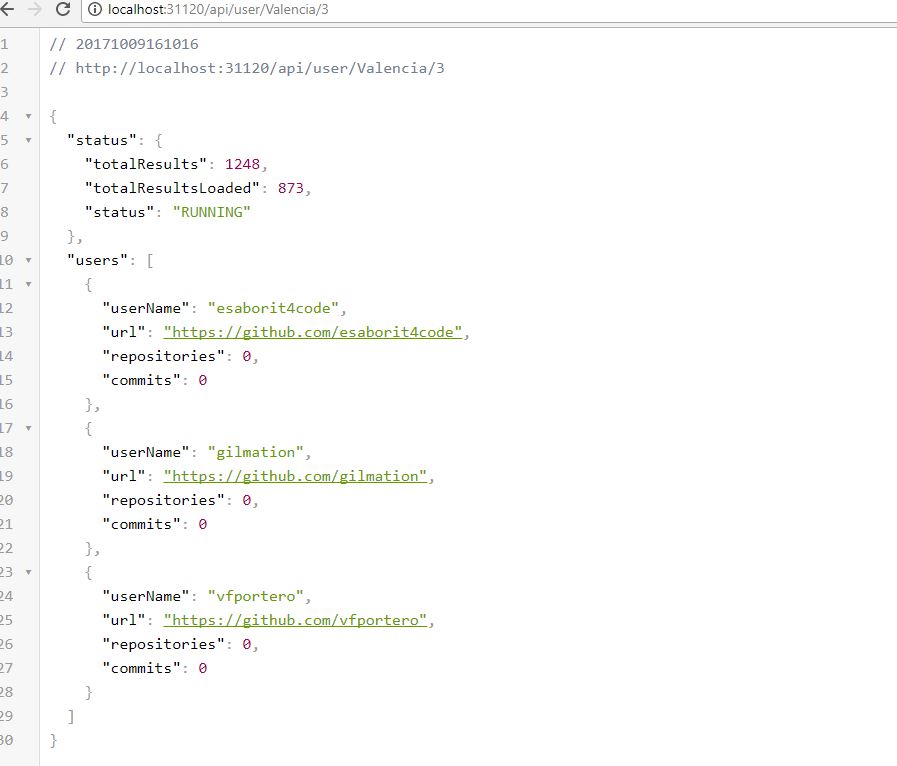 localhost:31120/api/user/Valencia/3
1 // 20171009161016
2 // http://localhost:31120/api/user/Valencia/3
3
4 {
5 "status": {
6 "totalResults": 1248,
7 "totalResultsLoaded": 873,
8 "status": "RUNNING"
9 },
10 "users": [
11 {
12 "userName": "esaborit4code",
13 "url": "https://github.com/esaborit4code",
14 "repositories": 0,
15 "commits": 0
16 },
17 {
18 "userName": "gilmation",
19 "url": "https://github.com/gilmation",
20 "repositories": 0,
21 "commits": 0
22 },
23 {
24 "userName": "vfportero",
25 "url": "https://github.com/vfportero",
26 "repositories": 0,
27 "commits": 0
28 }
29 ]
30 }